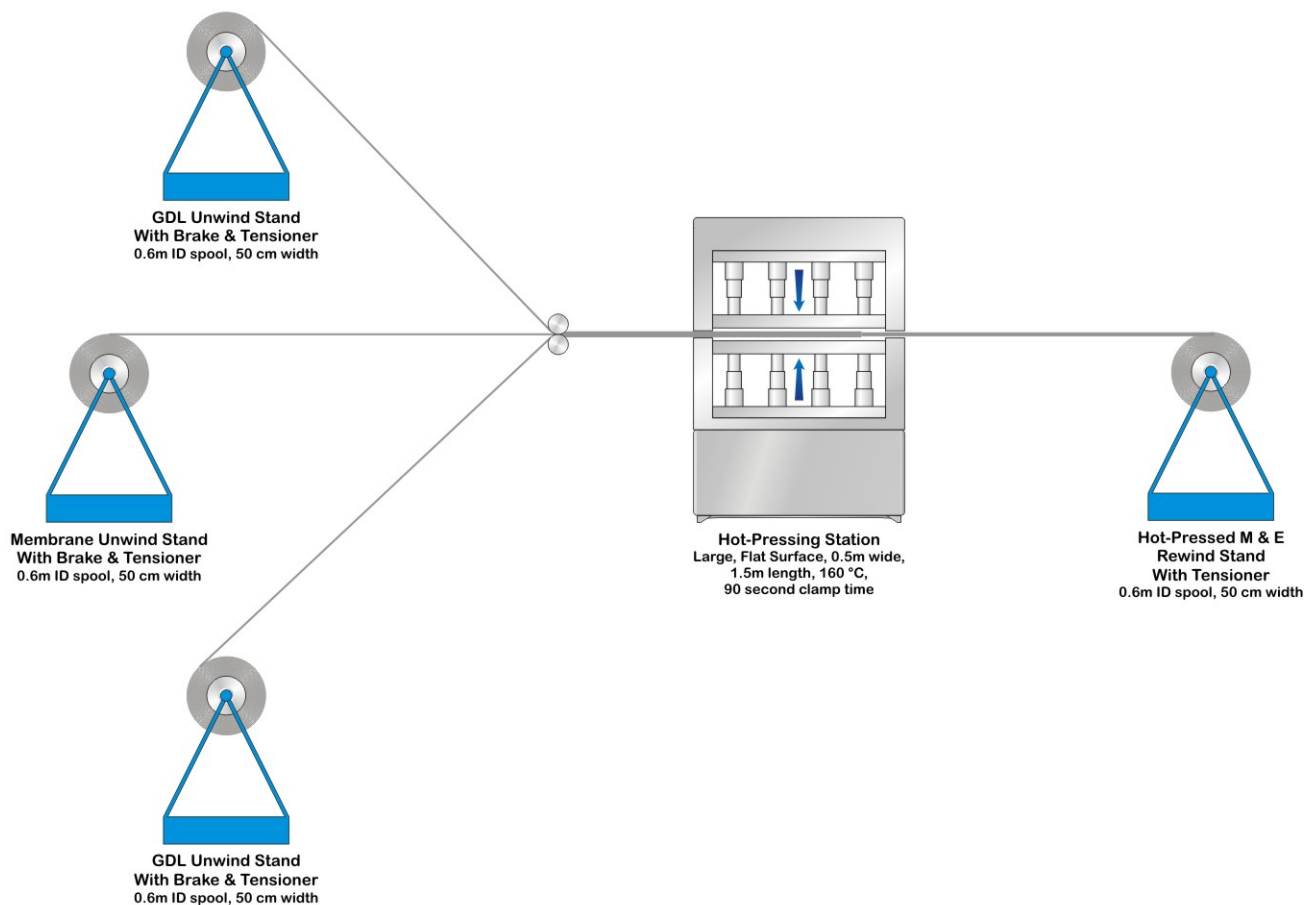 GDL Unwind Stand
With Brake & Tensioner
0.6m ID spool, 50 cm width
Membrane Unwind Stand
With Brake & Tensioner
0.6m ID spool, 50 cm width
Hot-Pressing Station
Large, Flat Surface, 0.5m wide,
1.5m length, 160 °C,
90 second clamp time
Hot-Pressed M & E
Rewind Stand
With Tensioner
0.6m ID spool, 50 cm width
GDL Unwind Stand
With Brake & Tensioner
0.6m ID spool, 50 cm width